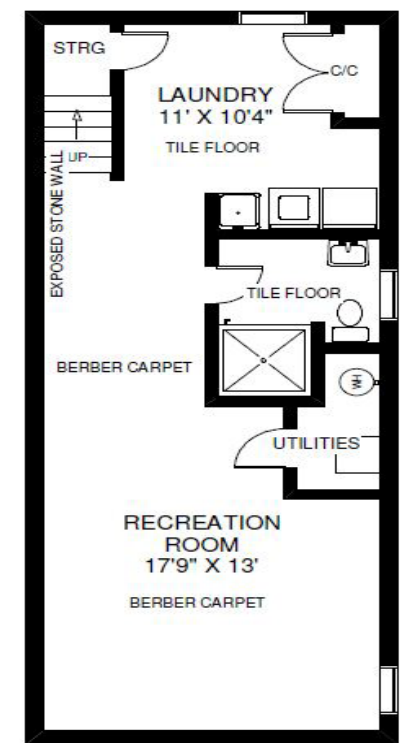 STRG
C/C
LAUNDRY
11' X 10'4"
TILE FLOOR
UP
EXPOSED STONE WALL
TILE FLOOR
BERBER CARPET
WH
UTILITIES
RECREATION
ROOM
17'9" X 13'
BERBER CARPET